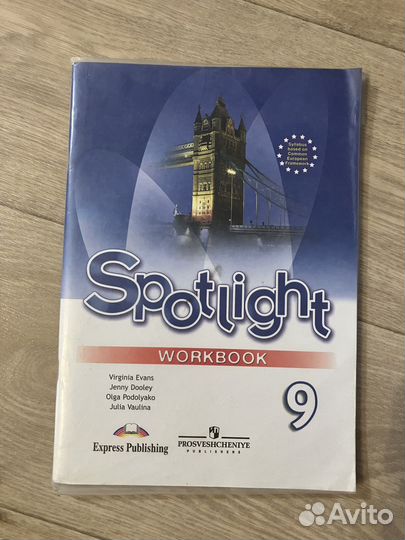 Syllabus
based on
Common
European
Framework
Spotlight
WORKBOOK
Virginia Evans
Jenny Dooley
Olga Podolyako
Julia Vaulina
9
Express Publishing
PROSVESHCHENIYE
PUBLISHERS
Avito